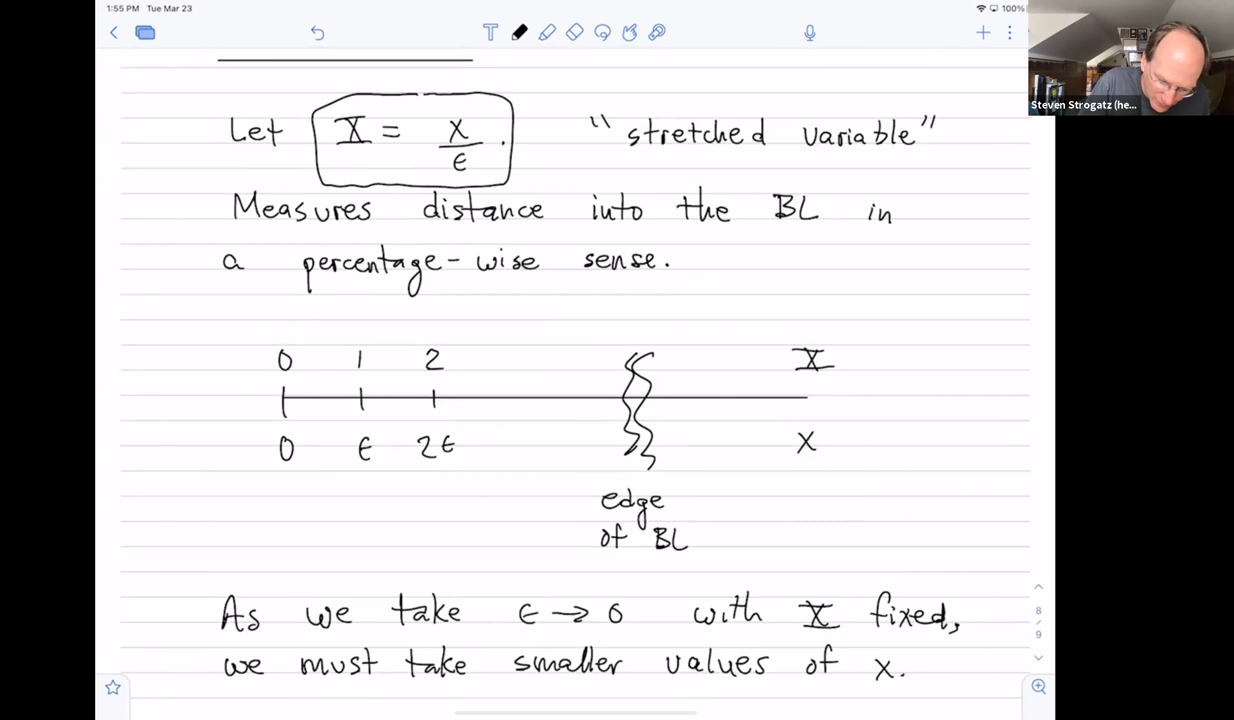 1:55 PM Tue Mar 23
100%
Steven Strogatz (he...
Let X = x/ϵ. "stretched variable"
Measures distance into the BL in
a percentage-wise sense.
0 1 2 X
0 ϵ 2ϵ x
edge
of BL
8
/
9
As we take ϵ → 0 with X fixed,
we must take smaller values of x.